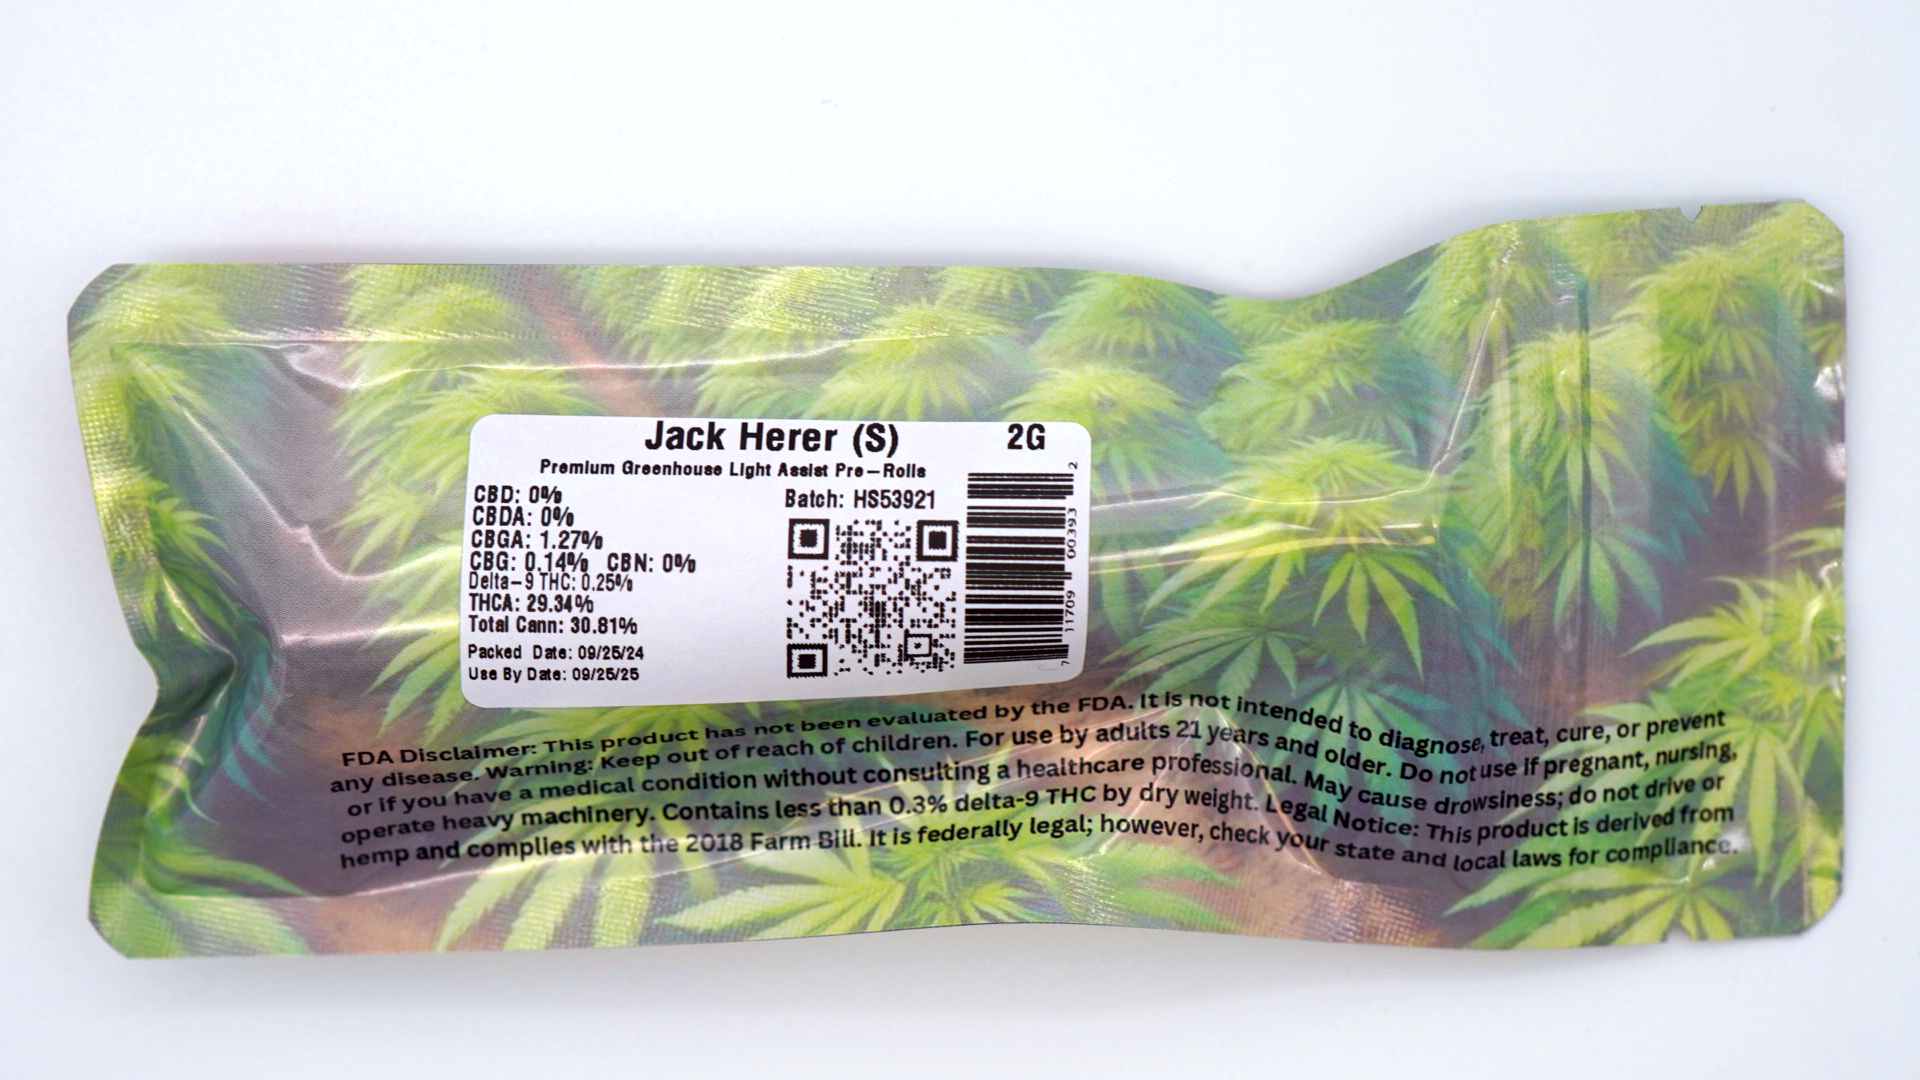 Jack Herer (S) 2G
Premium Greenhouse Light Assist Pre-Rolls
CBD: 0%
CBDA: 0%
CBGA: 1.27%
CBG: 0.14% CBN: 0%
Delta-9 THC: 0.25%
THCA: 29.34%
Total Cann: 30.81%
Packed Date: 09/25/24
Use By Date: 09/25/25
Batch: HS53921
7 11709 00393 2
FDA Disclaimer: This product has not been evaluated by the FDA. It is not intended to diagnose, treat, cure, or prevent
any disease. Warning: Keep out of reach of children. For use by adults 21 years and older. Do not use if pregnant, nursing,
or if you have a medical condition without consulting a healthcare professional. May cause drowsiness; do not drive or
operate heavy machinery. Contains less than 0.3% delta-9 THC by dry weight. Legal Notice: This product is derived from
hemp and complies with the 2018 Farm Bill. It is federally legal; however, check your state and local laws for compliance.